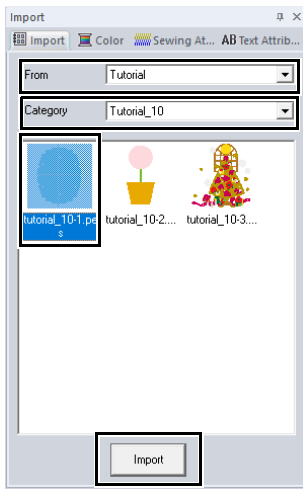 Import
Import Color Sewing At... AB Text Attrib...
From Tutorial
Category Tutorial_10
tutorial_10-1.pe
s
tutorial_10-2.... tutorial_10-3....
Import